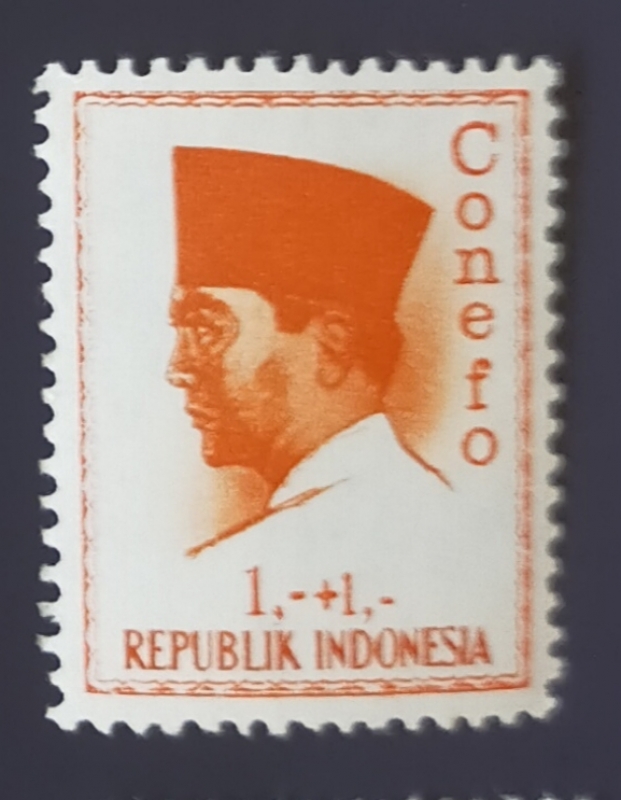 Conefo
1,-+1,-
REPUBLIK INDONESIA